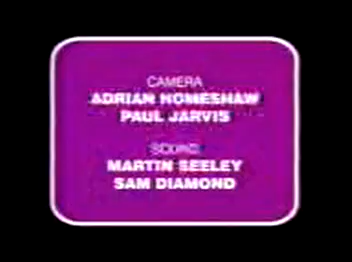 CAMERA
ADRIAN HOMESHAW
PAUL JARVIS
SOUND
MARTIN SEELEY
SAM DIAMOND